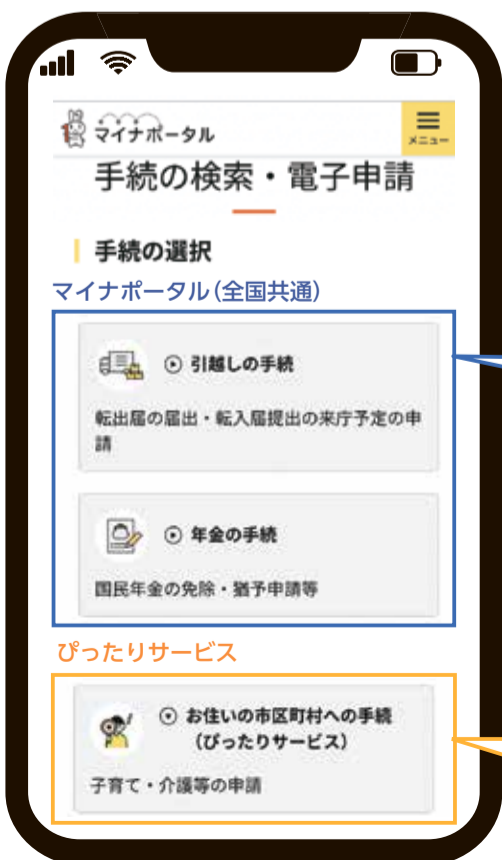 マイナポータル
メニュー
手続の検索・電子申請
手続の選択
マイナポータル(全国共通)
引越しの手続
転出届の届出・転入届提出の来庁予定の申
請
年金の手続
国民年金の免除・猶予申請等
ぴったりサービス
お住いの市区町村への手続
(ぴったりサービス)
子育て・介護等の申請